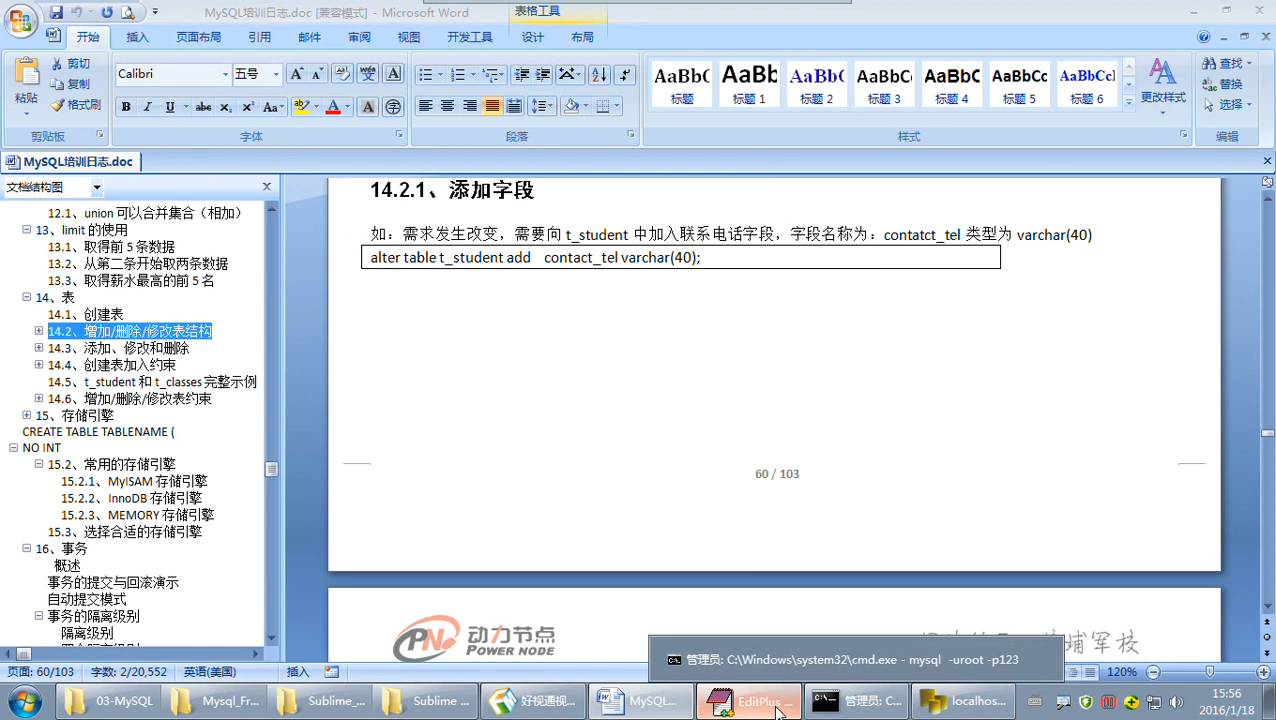 MySQL培训日志.doc [兼容模式] - Microsoft Word
表格工具
开始 插入 页面布局 引用 邮件 审阅 视图 开发工具 设计 布局
粘贴 剪切
复制
格式刷
Calibri 五号
标题 标题 1 标题 2 标题 3 标题 4 标题 5 标题 6
更改样式
查找
替换
选择
剪贴板 字体 段落 样式 编辑
MySQL培训日志.doc
文档结构图
12.1、union 可以合并集合（相加）
13、limit 的使用
13.1、取得前 5 条数据
13.2、从第二条开始取两条数据
13.3、取得薪水最高的前 5 名
14、表
14.1、创建表
14.2、增加/删除/修改表结构
14.3、添加、修改和删除
14.4、创建表加入约束
14.5、t_student 和 t_classes 完整示例
14.6、增加/删除/修改表约束
15、存储引擎
CREATE TABLE TABLENAME (
NO INT
15.2、常用的存储引擎
15.2.1、MyISAM 存储引擎
15.2.2、InnoDB 存储引擎
15.2.3、MEMORY 存储引擎
15.3、选择合适的存储引擎
16、事务
概述
事务的提交与回滚演示
自动提交模式
事务的隔离级别
隔离级别
14.2.1、添加字段
如：需求发生改变，需要向 t_student 中加入联系电话字段，字段名称为：contatct_tel 类型为 varchar(40)
alter table t_student add contact_tel varchar(40);
60 / 103
动力节点
POWER NODE
管理员: C:\Windows\system32\cmd.exe - mysql -uroot -p123
页面: 60/103 字数: 2/20,552 英语(美国) 插入 120%
03-MySQL Mysql_Fr... Sublime_... Sublime ... 好视通视... MySQL... EditPlus ... 管理员: C... localhos...
15:56
2016/1/18